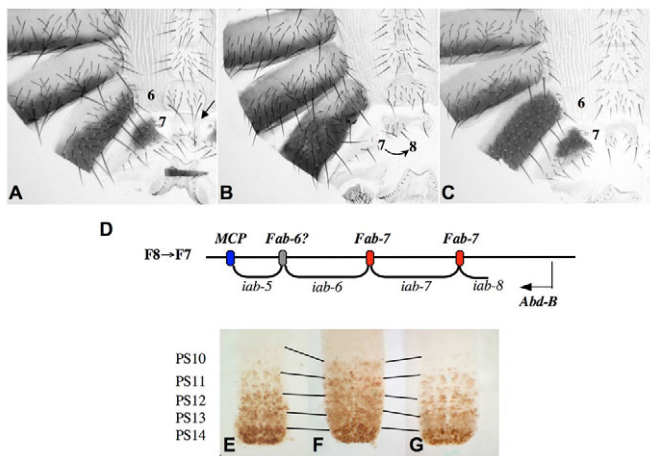 6
7
A
7 8
B
6
7
C
D
MCP Fab-6? Fab-7 Fab-7
F8→F7
iab-5 iab-6 iab-7 iab-8
Abd-B
PS10
PS11
PS12
PS13
PS14
E F G